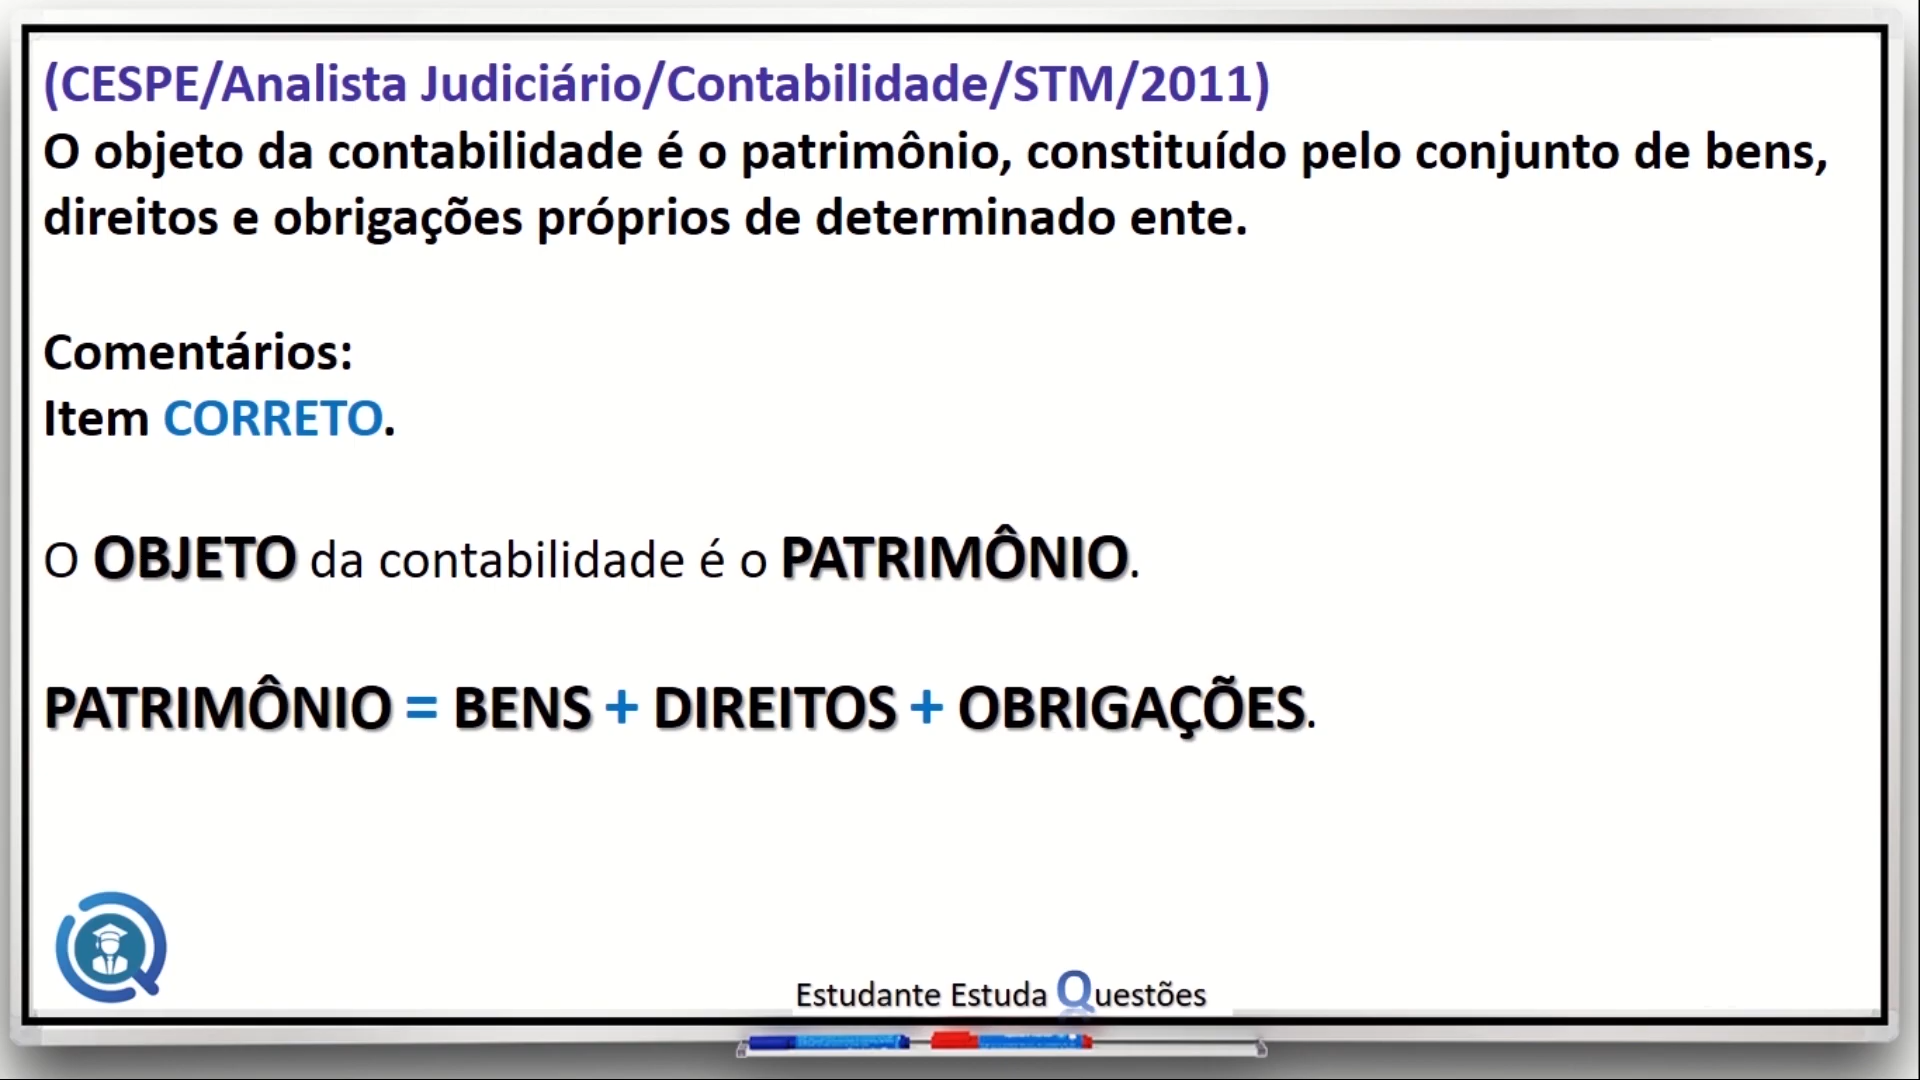 (CESPE/Analista Judiciário/Contabilidade/STM/2011)
O objeto da contabilidade é o patrimônio, constituído pelo conjunto de bens,
direitos e obrigações próprios de determinado ente.
Comentários:
Item CORRETO.
O OBJETO da contabilidade é o PATRIMÔNIO.
PATRIMÔNIO = BENS + DIREITOS + OBRIGAÇÕES.
Estudante Estuda Questões